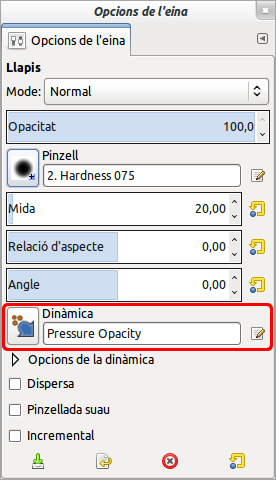 Opcions de l'eina
Opcions de l'eina
Llapis
Mode: Normal
Opacitat 100,0
Pinzell
2. Hardness 075
Mida 20,00
Relació d'aspecte 0,00
Angle 0,00
Dinàmica
Pressure Opacity
Opcions de la dinàmica
Dispersa
Pinzellada suau
Incremental